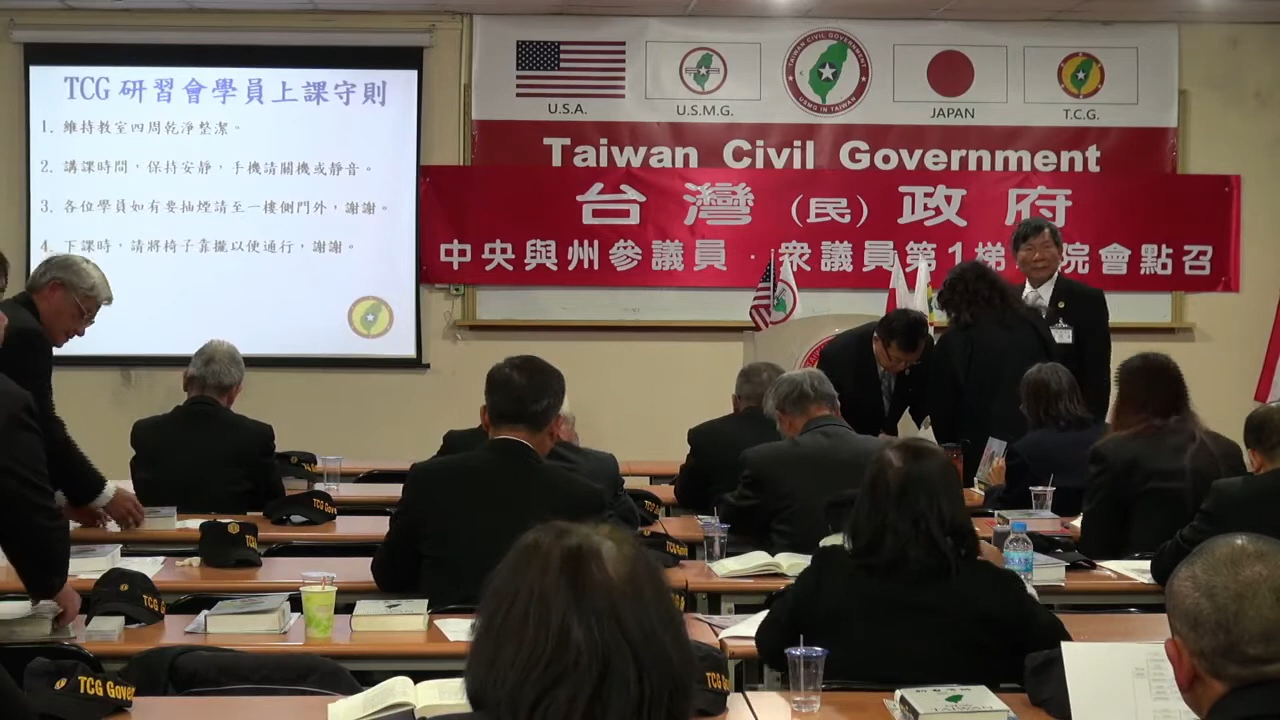 TCG 研習會學員上課守則
1. 維持教室四周乾淨整潔。
2. 講課時間，保持安靜，手機請關機或靜音。
3. 各位學員如有要抽煙請至一樓側門外，謝謝。
4. 下課時，請將椅子靠攏以便通行，謝謝。
U.S.A.
U.S.M.G.
TAIWAN CIVIL GOVERNMENT
USMG IN TAIWAN
JAPAN
T.C.G.
Taiwan Civil Government
台灣(民)政府
中央與州參議員．眾議員第1梯 院會點召
TCG Gove
TCG
TCG G
TCG Gover
TAIWAN